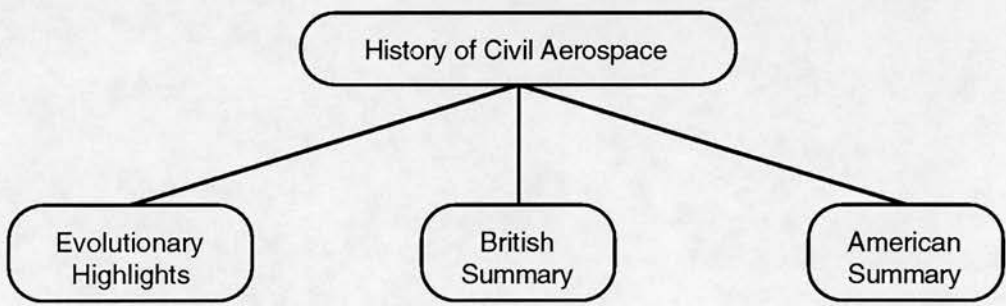 History of Civil Aerospace
Evolutionary
Highlights
British
Summary
American
Summary